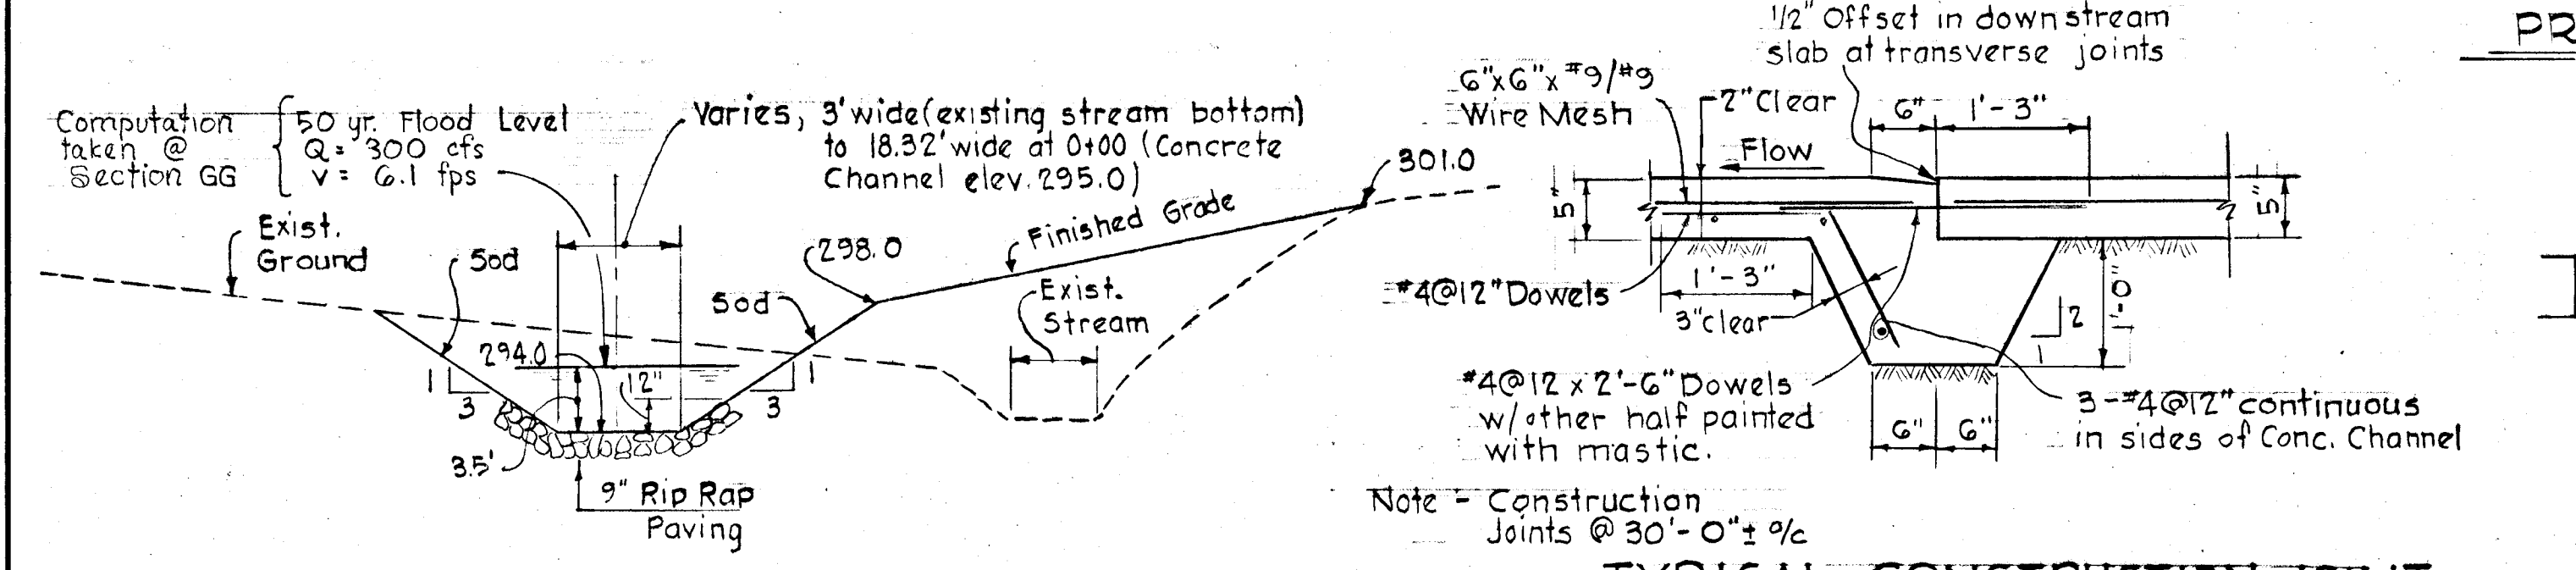 Computation
taken @
Section GG
50 yr. Flood Level
Q = 300 cfs
V = 6.1 fps
Varies, 3' wide (existing stream bottom)
to 18.32' wide at 0+00 (Concrete
Channel elev. 295.0)
301.0
Exist.
Ground
Sod
298.0
Finished Grade
Sod
Exist.
Stream
294.0
12"
1
3
1
3
3.5'
9" Rip Rap
Paving
1/2" Offset in down stream
slab at transverse joints
6"x6"x #9/#9
Wire Mesh
2" Clear
6"
1'-3"
Flow
5"
5"
#4@12" Dowels
1'-3"
3" clear
2
1
1'-0"
#4@12 x 2'-6" Dowels
w/other half painted
with mastic.
6"
6"
3-#4@12" continuous
in sides of Conc. Channel
Note - Construction
Joints @ 30'-0"± o/c
TYPICAL CONSTRUCTION JOINT
PR